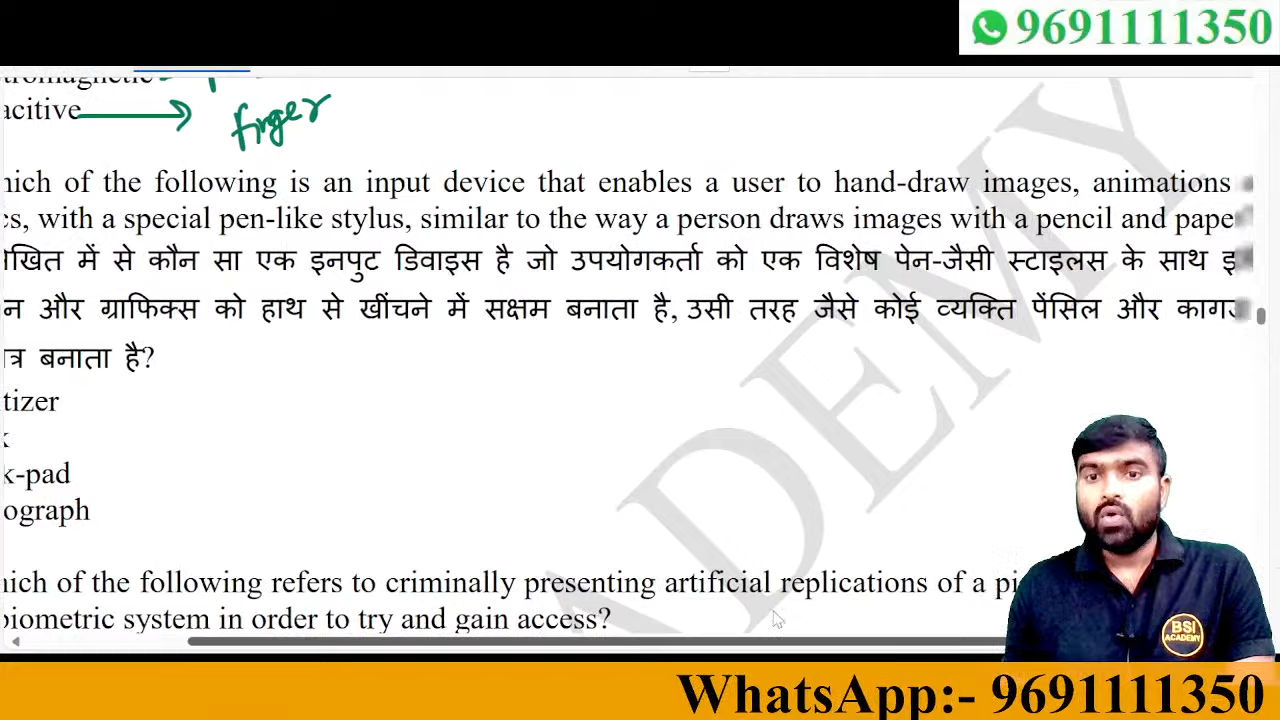 9691111350
tromagnetic
acitive
finger
hich of the following is an input device that enables a user to hand-draw images, animations
cs, with a special pen-like stylus, similar to the way a person draws images with a pencil and pape
लिखित में से कौन सा एक इनपुट डिवाइस है जो उपयोगकर्ता को एक विशेष पेन-जैसी स्टाइलस के साथ इ
न और ग्राफिक्स को हाथ से खींचने में सक्षम बनाता है, उसी तरह जैसे कोई व्यक्ति पेंसिल और कागज
त्र बनाता है?
tizer
k
k-pad
ograph
hich of the following refers to criminally presenting artificial replications of a pi
biometric system in order to try and gain access?
ADEMY
BSI
ACADEMY
WhatsApp:- 9691111350